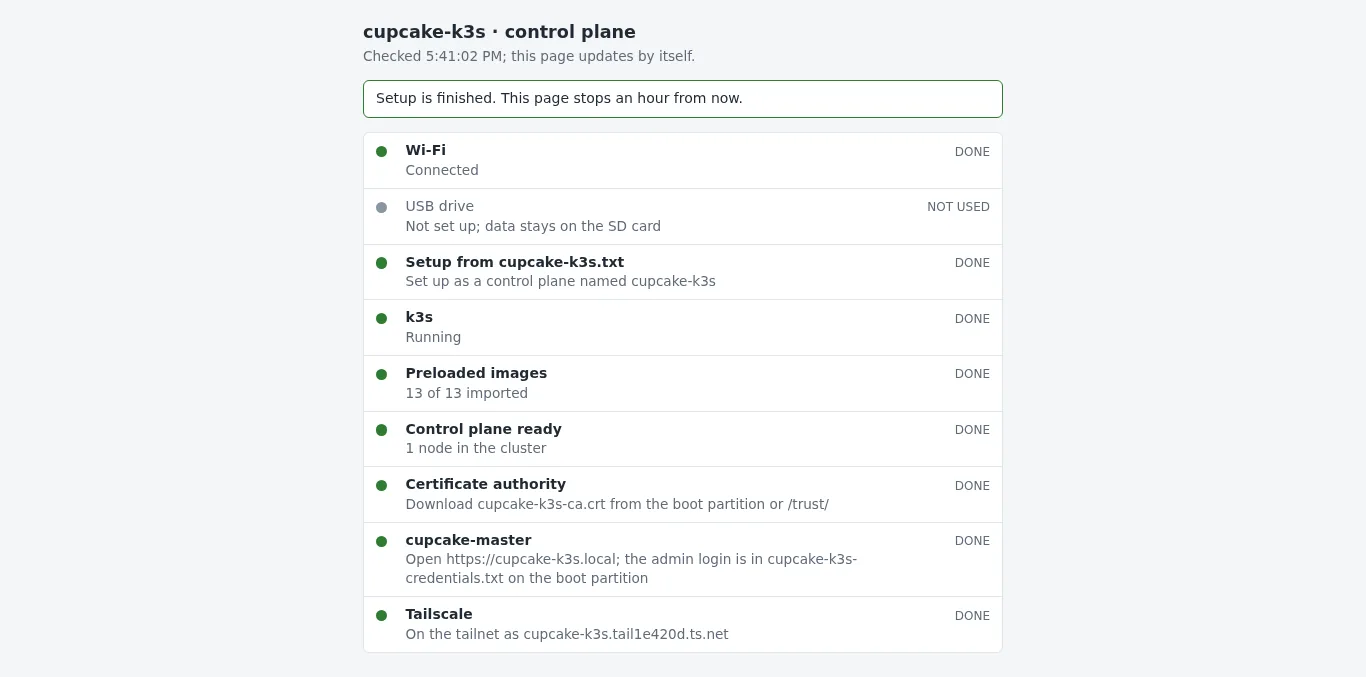 cupcake-k3s · control plane
Checked 5:41:02 PM; this page updates by itself.
Setup is finished. This page stops an hour from now.
Wi-Fi
DONE
Connected
USB drive
NOT USED
Not set up; data stays on the SD card
Setup from cupcake-k3s.txt
DONE
Set up as a control plane named cupcake-k3s
k3s
DONE
Running
Preloaded images
DONE
13 of 13 imported
Control plane ready
DONE
1 node in the cluster
Certificate authority
DONE
Download cupcake-k3s-ca.crt from the boot partition or /trust/
cupcake-master
DONE
Open https://cupcake-k3s.local; the admin login is in cupcake-k3s-
credentials.txt on the boot partition
Tailscale
DONE
On the tailnet as cupcake-k3s.tail1e420d.ts.net